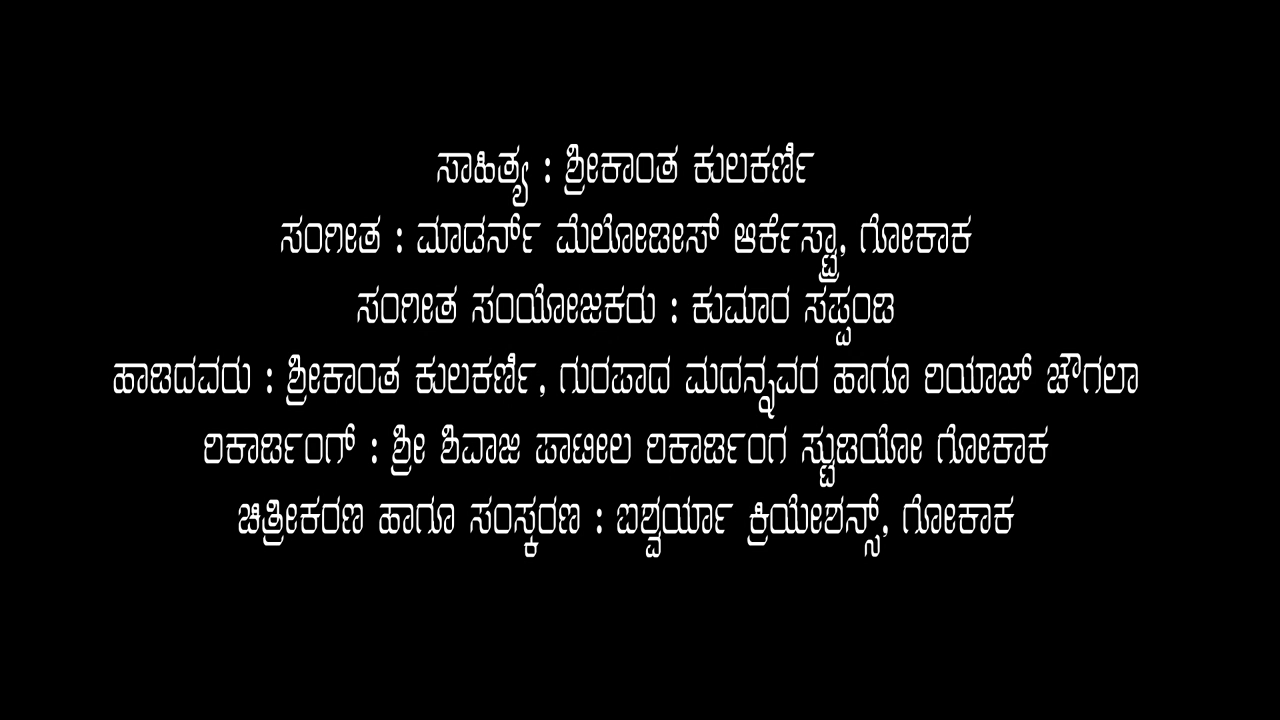 ಸಾಹಿತ್ಯ : ಶ್ರೀಕಾಂತ ಕುಲಕರ್ಣಿ
ಸಂಗೀತ : ಮಾಡರ್ನ್ ಮೆಲೋಡೀಸ್ ಆರ್ಕೆಸ್ಟ್ರಾ, ಗೋಕಾಕ
ಸಂಗೀತ ಸಂಯೋಜಕರು : ಕುಮಾರ ಸಪ್ಪಂಡಿ
ಹಾಡಿದವರು : ಶ್ರೀಕಾಂತ ಕುಲಕರ್ಣಿ, ಗುರಪಾದ ಮದನ್ನವರ ಹಾಗೂ ರಿಯಾಜ್ ಚೌಗಲಾ
ರಿಕಾರ್ಡಿಂಗ್ : ಶ್ರೀ ಶಿವಾಜಿ ಪಾಟೀಲ ರಿಕಾರ್ಡಿಂಗ ಸ್ಟುಡಿಯೋ ಗೋಕಾಕ
ಚಿತ್ರೀಕರಣ ಹಾಗೂ ಸಂಸ್ಕರಣ : ಐಶ್ವರ್ಯಾ ಕ್ರಿಯೇಶನ್ಸ್, ಗೋಕಾಕ